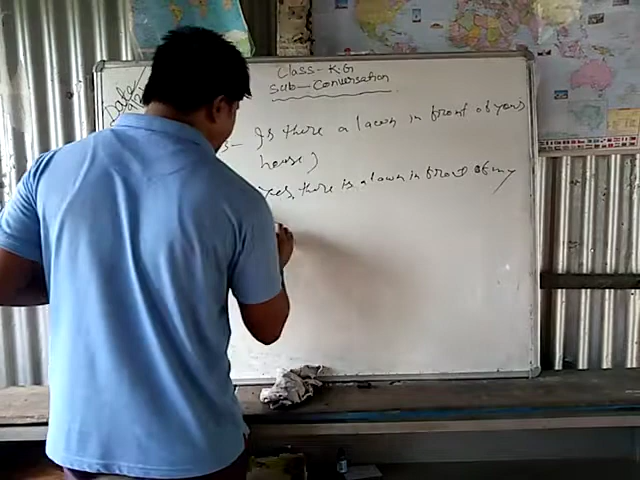 Class - K.G
Sub - Conversation
Date
s - Is there a lawn in front of your
house)
Yes, there is a lawn in front of my